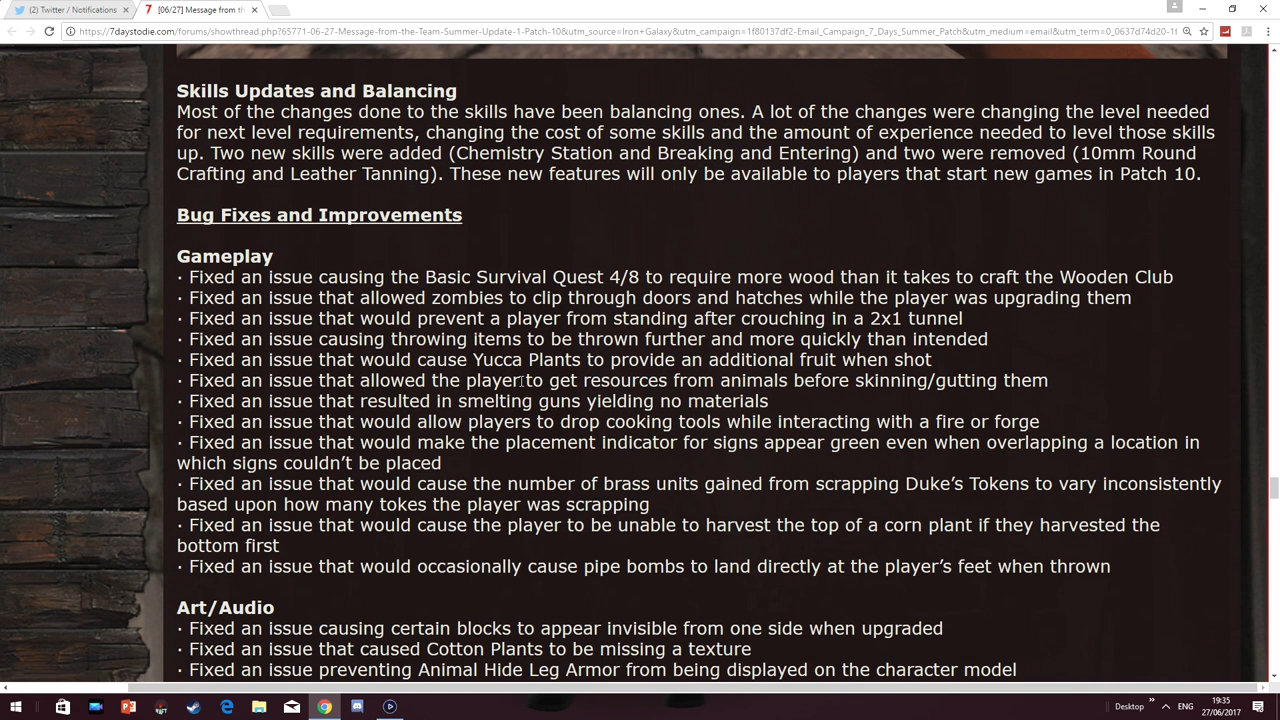 (2) Twitter / Notifications
[06/27] Message from th
https://7daystodie.com/forums/showthread.php?65771-06-27-Message-from-the-Team-Summer-Update-1Patch-10&utm_source=Iron+Galaxy&utm_campaign=1f80137df2-Email_Campaign_7_Days_Summer_Patch&utm_medium=email&utm_term=0_0637d74d20-1f
Skills Updates and Balancing
Most of the changes done to the skills have been balancing ones. A lot of the changes were changing the level needed
for next level requirements, changing the cost of some skills and the amount of experience needed to level those skills
up. Two new skills were added (Chemistry Station and Breaking and Entering) and two were removed (10mm Round
Crafting and Leather Tanning). These new features will only be available to players that start new games in Patch 10.
Bug Fixes and Improvements
Gameplay
· Fixed an issue causing the Basic Survival Quest 4/8 to require more wood than it takes to craft the Wooden Club
· Fixed an issue that allowed zombies to clip through doors and hatches while the player was upgrading them
· Fixed an issue that would prevent a player from standing after crouching in a 2x1 tunnel
· Fixed an issue causing throwing items to be thrown further and more quickly than intended
· Fixed an issue that would cause Yucca Plants to provide an additional fruit when shot
· Fixed an issue that allowed the player to get resources from animals before skinning/gutting them
· Fixed an issue that resulted in smelting guns yielding no materials
· Fixed an issue that would allow players to drop cooking tools while interacting with a fire or forge
· Fixed an issue that would make the placement indicator for signs appear green even when overlapping a location in
which signs couldn’t be placed
· Fixed an issue that would cause the number of brass units gained from scrapping Duke’s Tokens to vary inconsistently
based upon how many tokes the player was scrapping
· Fixed an issue that would cause the player to be unable to harvest the top of a corn plant if they harvested the
bottom first
· Fixed an issue that would occasionally cause pipe bombs to land directly at the player’s feet when thrown
Art/Audio
· Fixed an issue causing certain blocks to appear invisible from one side when upgraded
· Fixed an issue that caused Cotton Plants to be missing a texture
· Fixed an issue preventing Animal Hide Leg Armor from being displayed on the character model
Desktop
ENG
19:35
27/06/2017